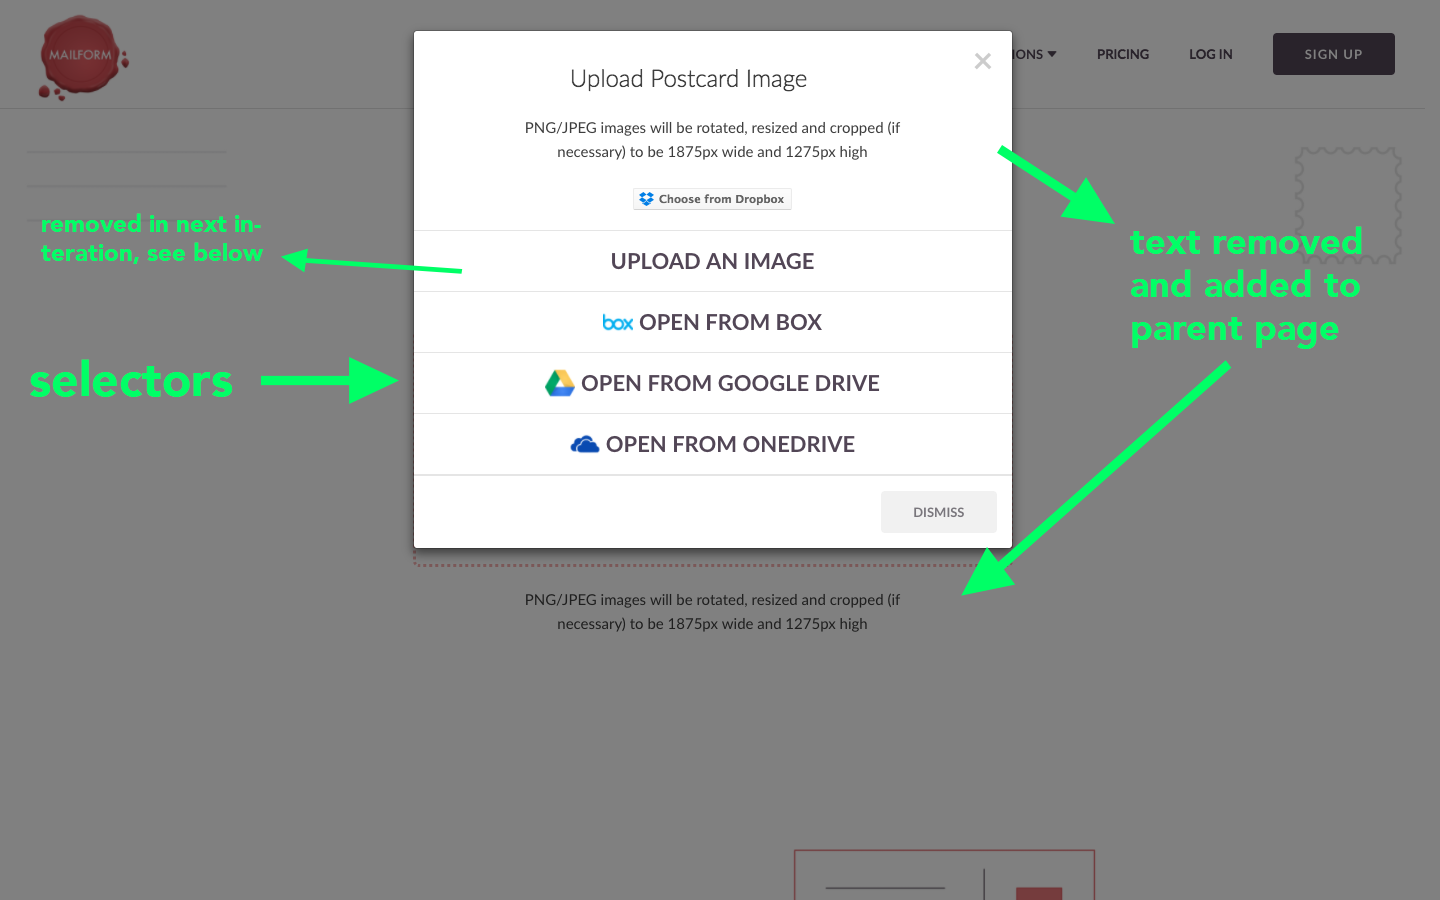 MAILFORM
IONS
PRICING
LOG IN
SIGN UP
Upload Postcard Image
PNG/JPEG images will be rotated, resized and cropped (if
necessary) to be 1875px wide and 1275px high
Choose from Dropbox
UPLOAD AN IMAGE
box OPEN FROM BOX
OPEN FROM GOOGLE DRIVE
OPEN FROM ONEDRIVE
DISMISS
removed in next in-
teration, see below
selectors
text removed
and added to
parent page
PNG/JPEG images will be rotated, resized and cropped (if
necessary) to be 1875px wide and 1275px high